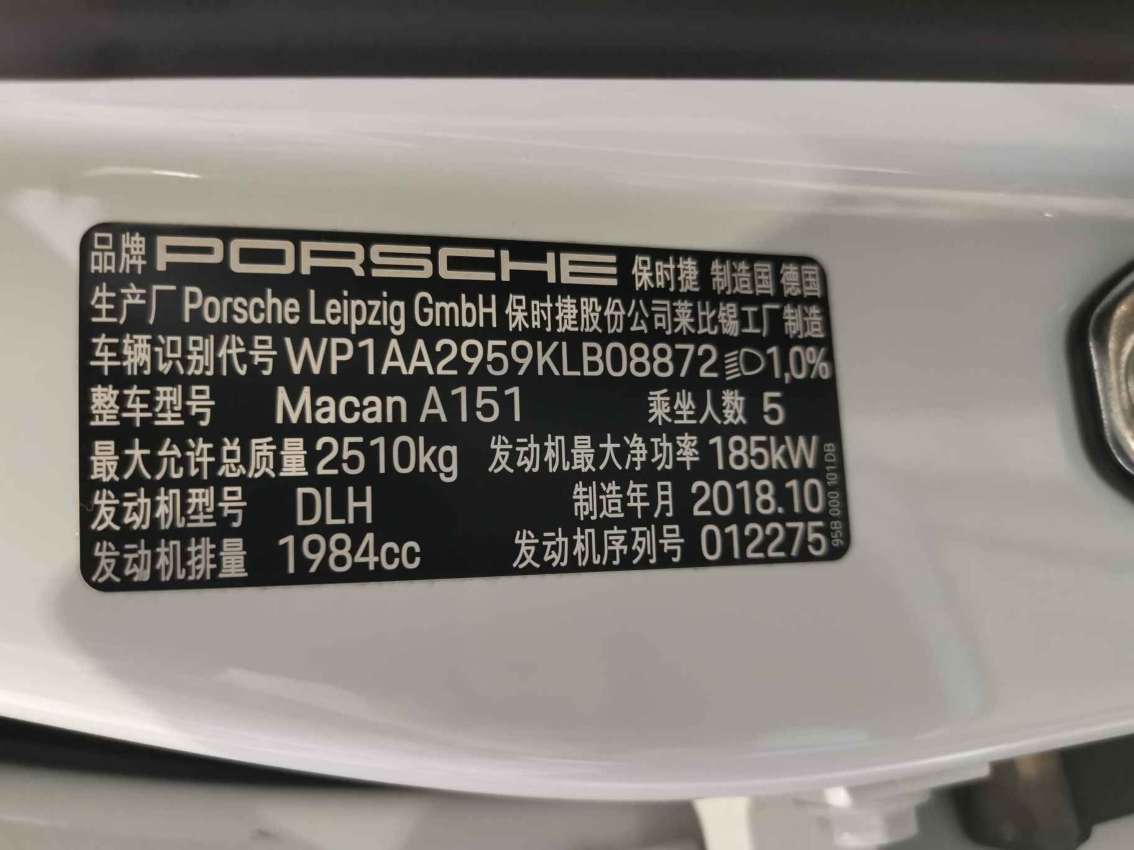 品牌 PORSCHE 保时捷 制造国 德国
生产厂 Porsche Leipzig GmbH 保时捷股份公司莱比锡工厂制造
车辆识别代号 WP1AA2959KLB08872 1,0%
整车型号 Macan A151 乘坐人数 5
最大允许总质量 2510kg 发动机最大净功率 185kW
发动机型号 DLH 制造年月 2018.10
发动机排量 1984cc 发动机序列号 012275
95B 000 101 DB